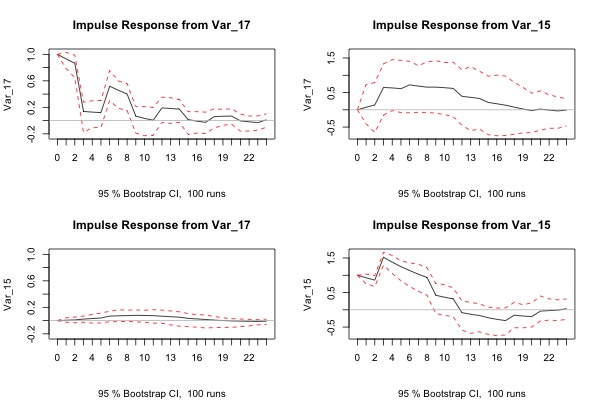 Impulse Response from Var_17
Var_17
1.0
0.6
0.2
-0.2
0 2 4 6 8 10 13 16 19 22
95 % Bootstrap CI, 100 runs
Impulse Response from Var_15
Var_17
1.5
0.5
-0.5
0 2 4 6 8 11 14 17 20 22
95 % Bootstrap CI, 100 runs
Impulse Response from Var_17
Var_15
1.0
0.6
0.2
-0.2
0 2 4 6 8 10 13 16 19 22
95 % Bootstrap CI, 100 runs
Impulse Response from Var_15
Var_15
1.5
0.5
-0.5
0 2 4 6 8 10 13 16 19 22
95 % Bootstrap CI, 100 runs